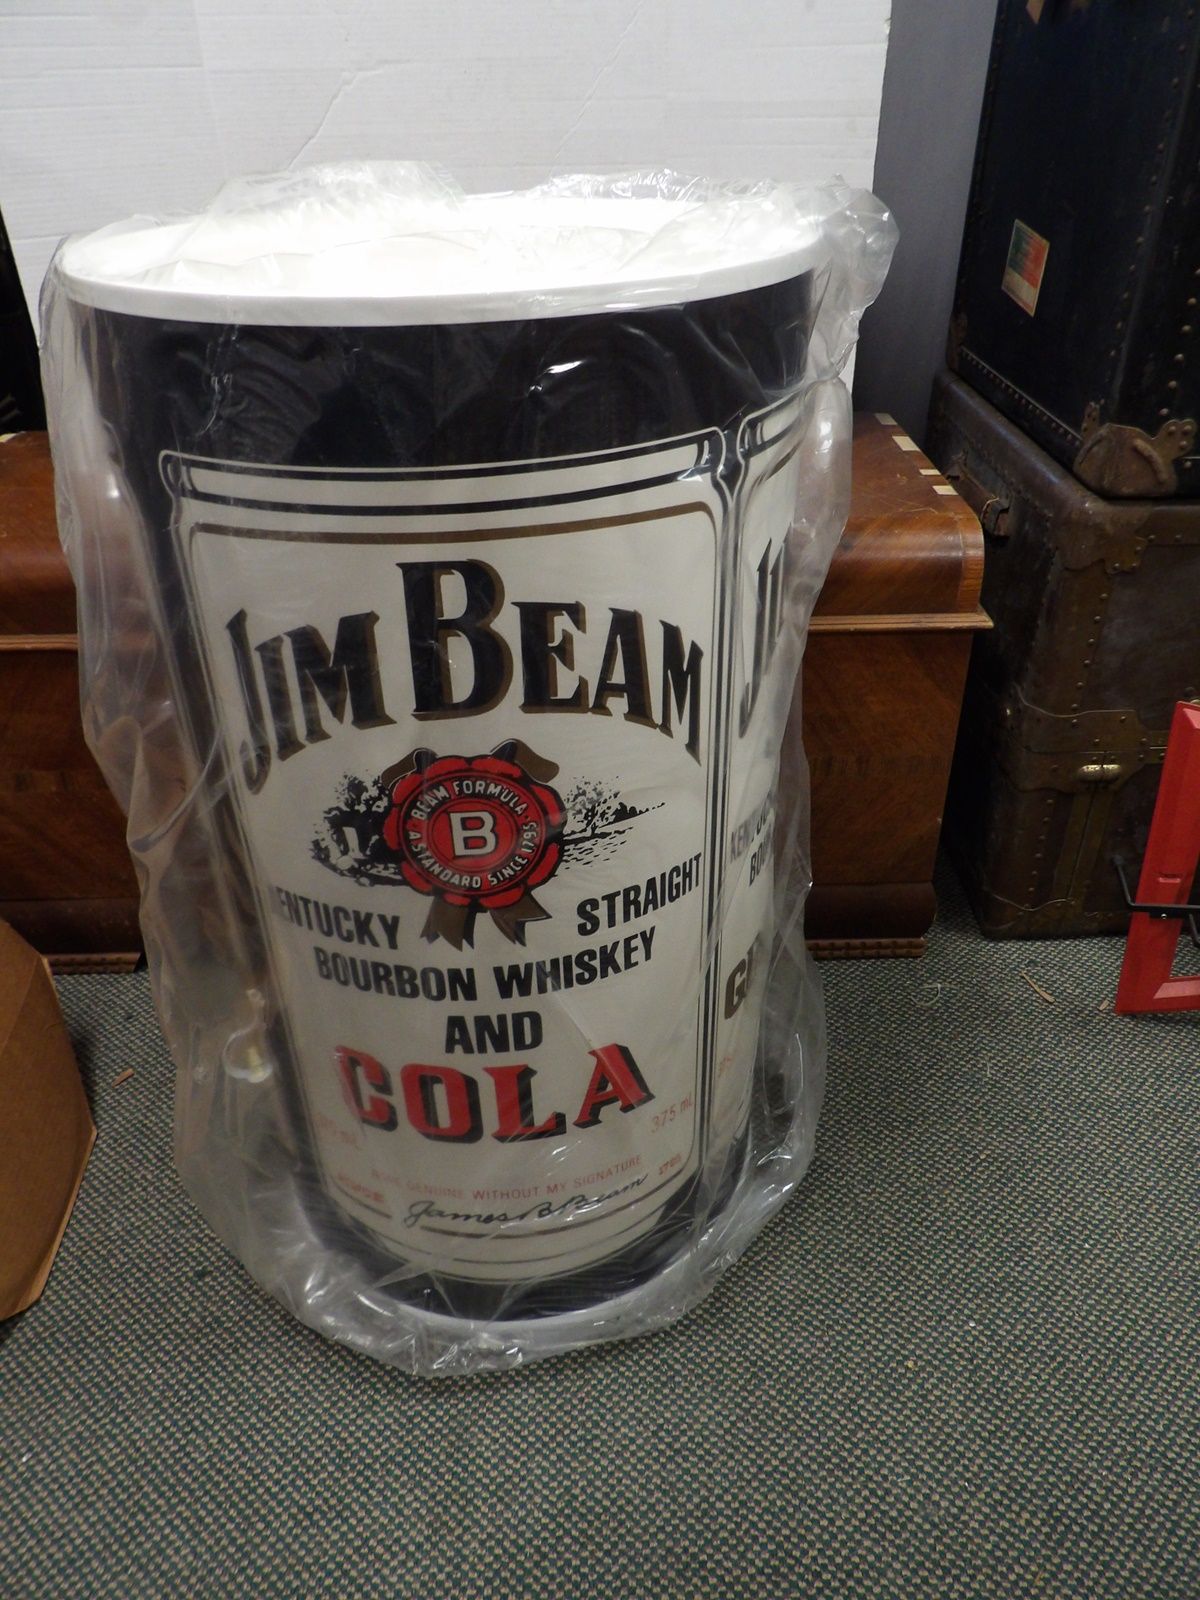 JIM BEAM
BEAM FORMULA
B
A STANDARD SINCE 1795
KENTUCKY STRAIGHT
BOURBON WHISKEY
AND
COLA
375 mL
GENUINE WITHOUT MY SIGNATURE
James B. Beam